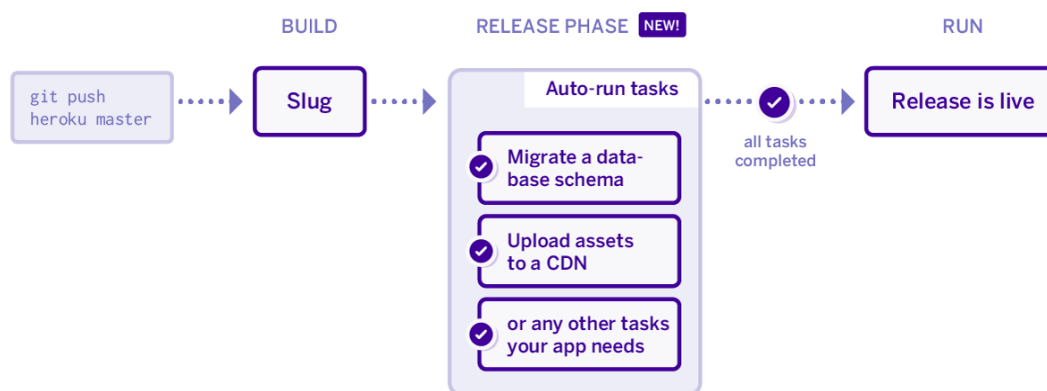 BUILD
RELEASE PHASE NEW!
RUN
git push
heroku master
Slug
Auto-run tasks
Migrate a data-
base schema
Upload assets
to a CDN
or any other tasks
your app needs
all tasks
completed
Release is live